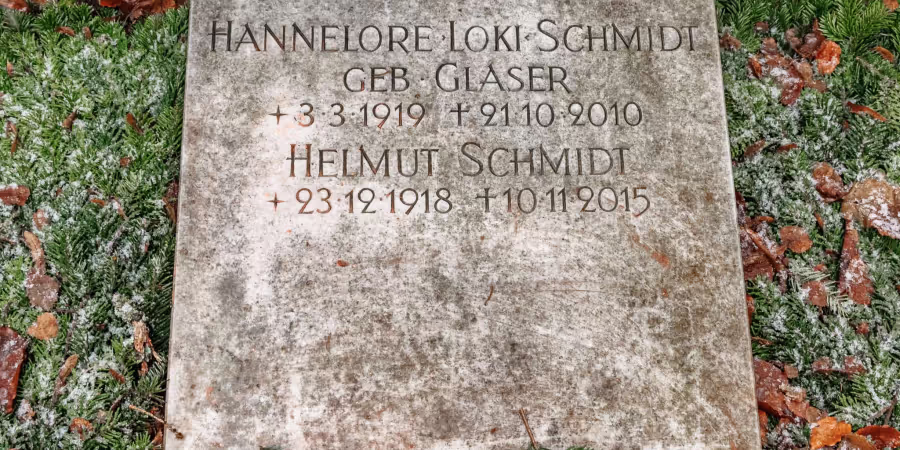 HANNELORE·LOKI·SCHMIDT
GEB·GLASER
+3·3·1919 †21·10·2010
HELMUT SCHMIDT
+23·12·1918 †10·11·2015